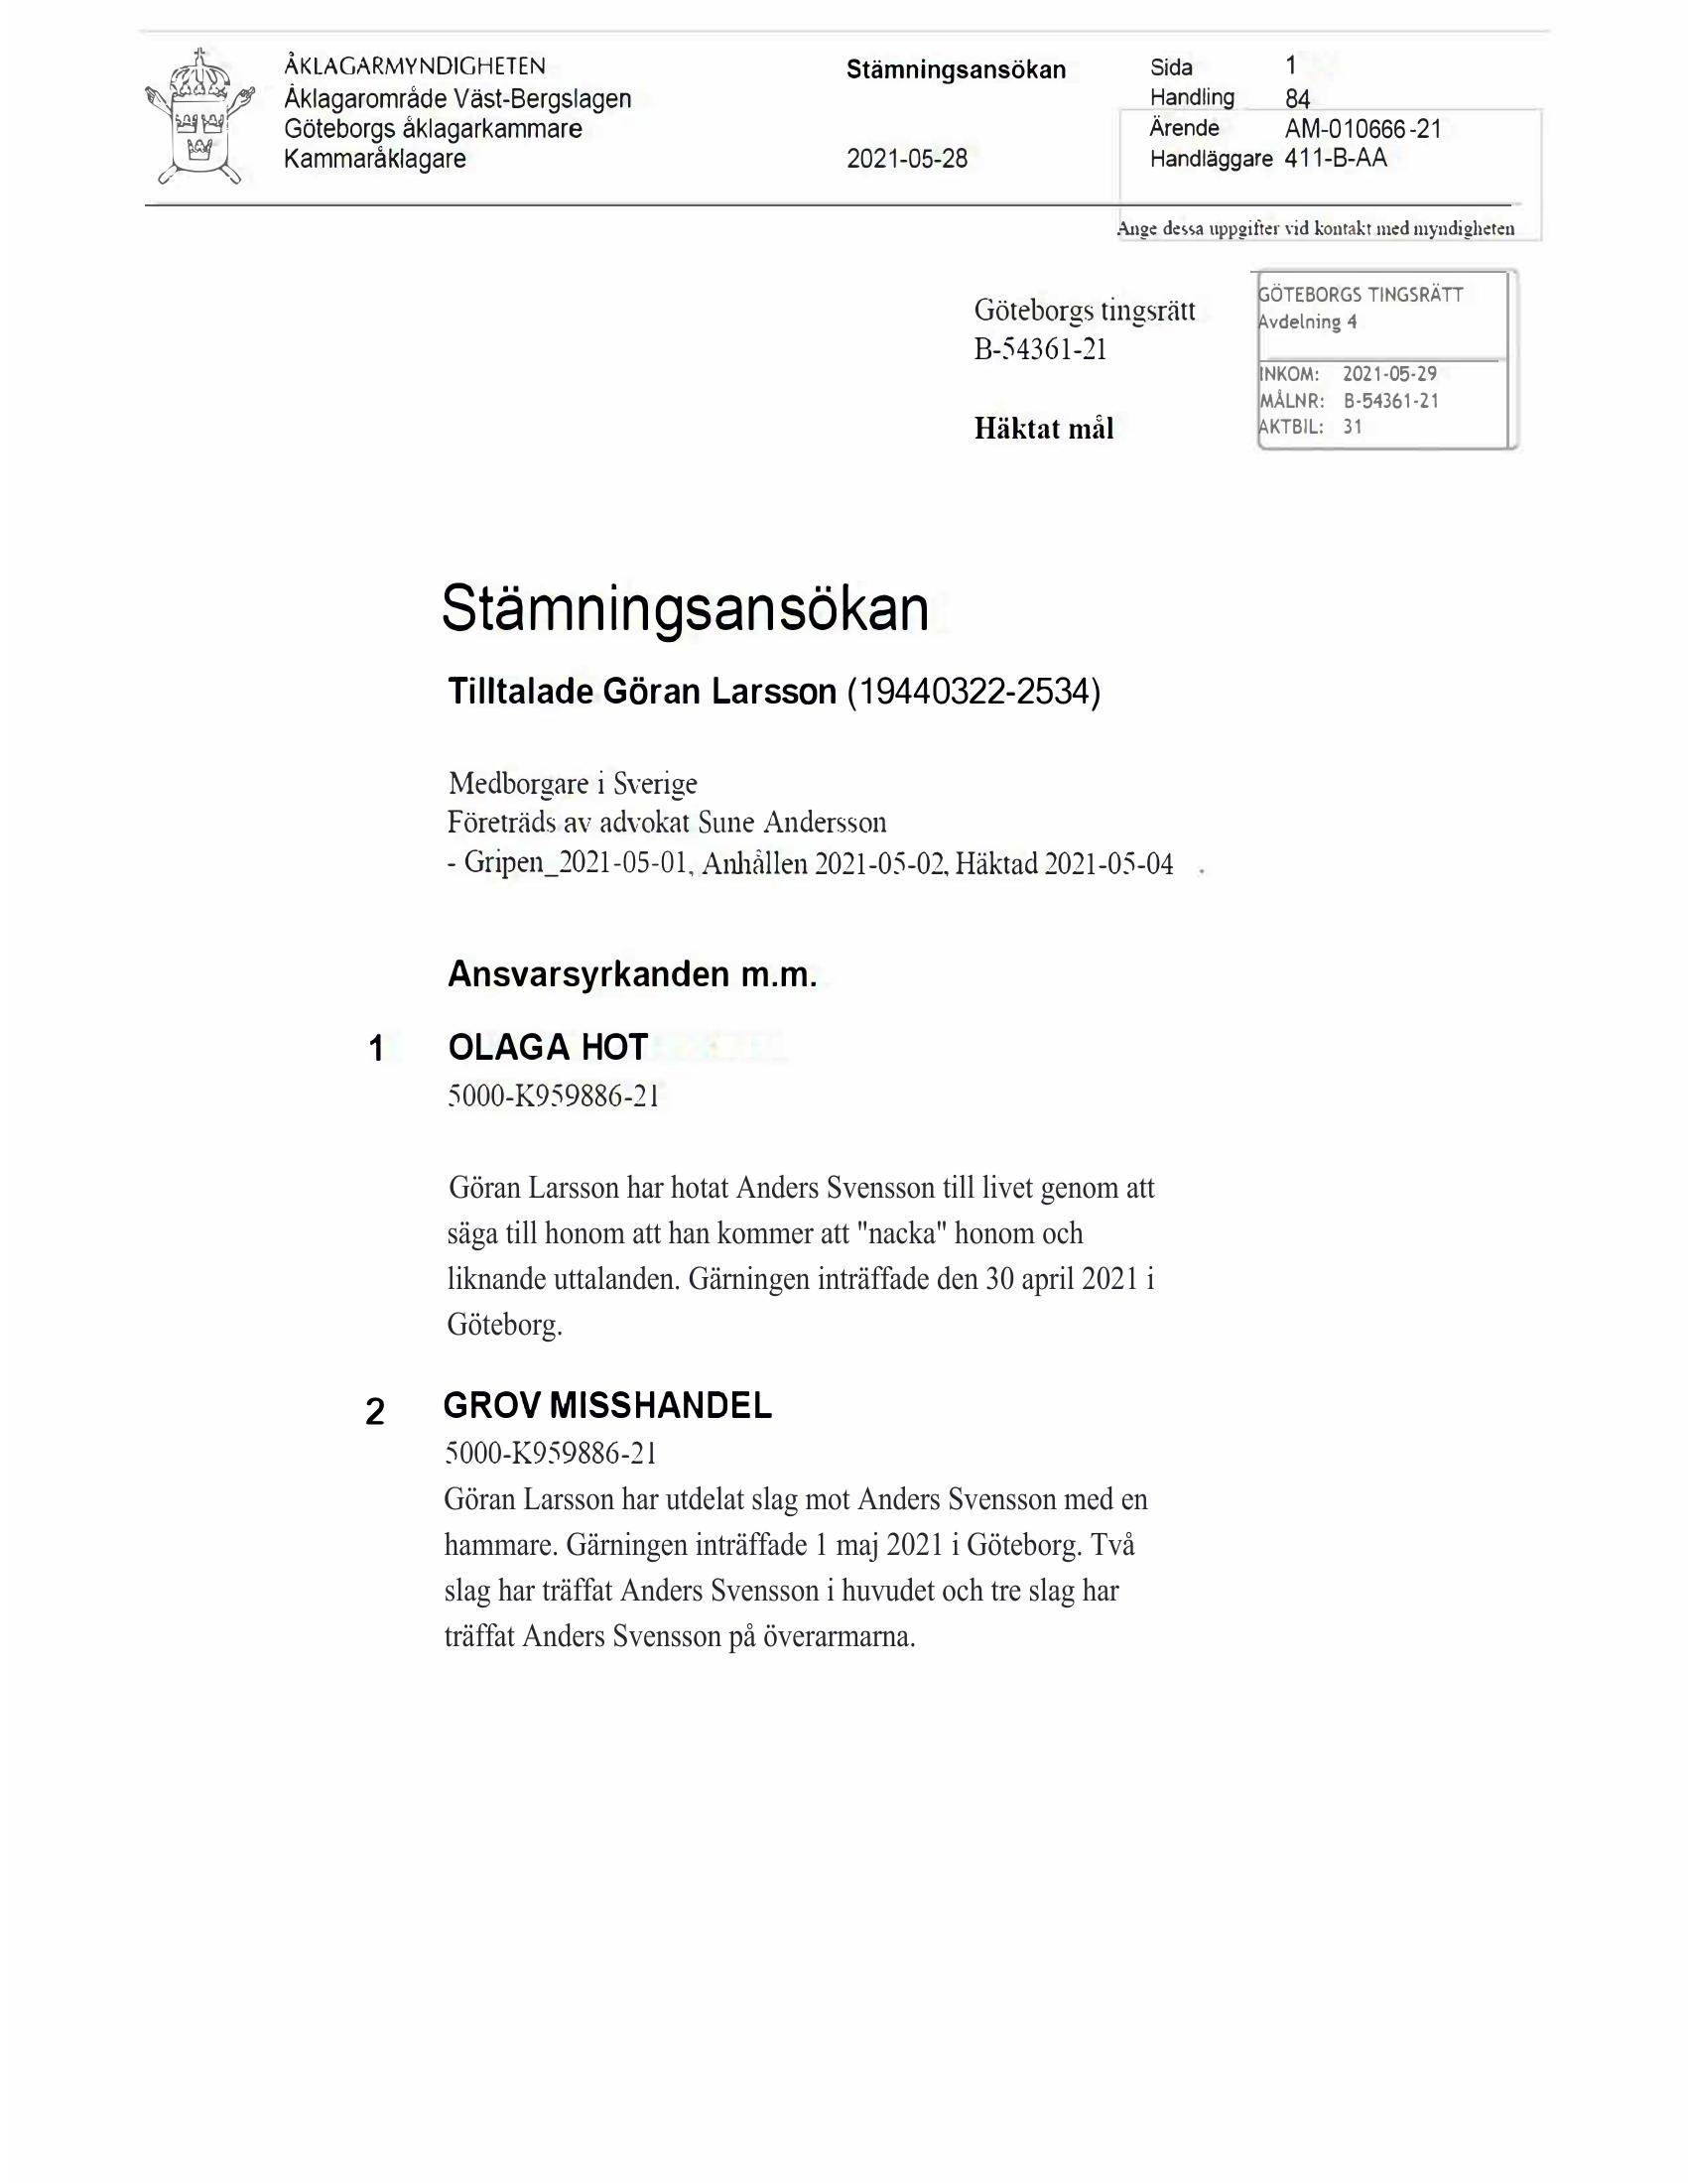 ÅKLAGARMYNDIGHETEN
Åklagarområde Väst-Bergslagen
Göteborgs åklagarkammare
Kammaråklagare
Stämningsansökan
2021-05-28
Sida 1
Handling 84
Ärende AM-010666-21
Handläggare 411-B-AA
Ange dessa uppgifter vid kontakt med myndigheten
Göteborgs tingsrätt
B-54361-21
Häktat mål
GÖTEBORGS TINGSRÄTT
Avdelning 4
INKOM: 2021-05-29
MÅLNR: B-54361-21
AKTBIL: 31
Stämningsansökan
Tilltalade Göran Larsson (19440322-2534)
Medborgare i Sverige
Företräds av advokat Sune Andersson
- Gripen_2021-05-01, Anhållen 2021-05-02, Häktad 2021-05-04
Ansvarsyrkanden m.m.
1 OLAGA HOT
5000-K959886-21
Göran Larsson har hotat Anders Svensson till livet genom att
säga till honom att han kommer att "nacka" honom och
liknande uttalanden. Gärningen inträffade den 30 april 2021 i
Göteborg.
2 GROV MISSHANDEL
5000-K959886-21
Göran Larsson har utdelat slag mot Anders Svensson med en
hammare. Gärningen inträffade 1 maj 2021 i Göteborg. Två
slag har träffat Anders Svensson i huvudet och tre slag har
träffat Anders Svensson på överarmarna.